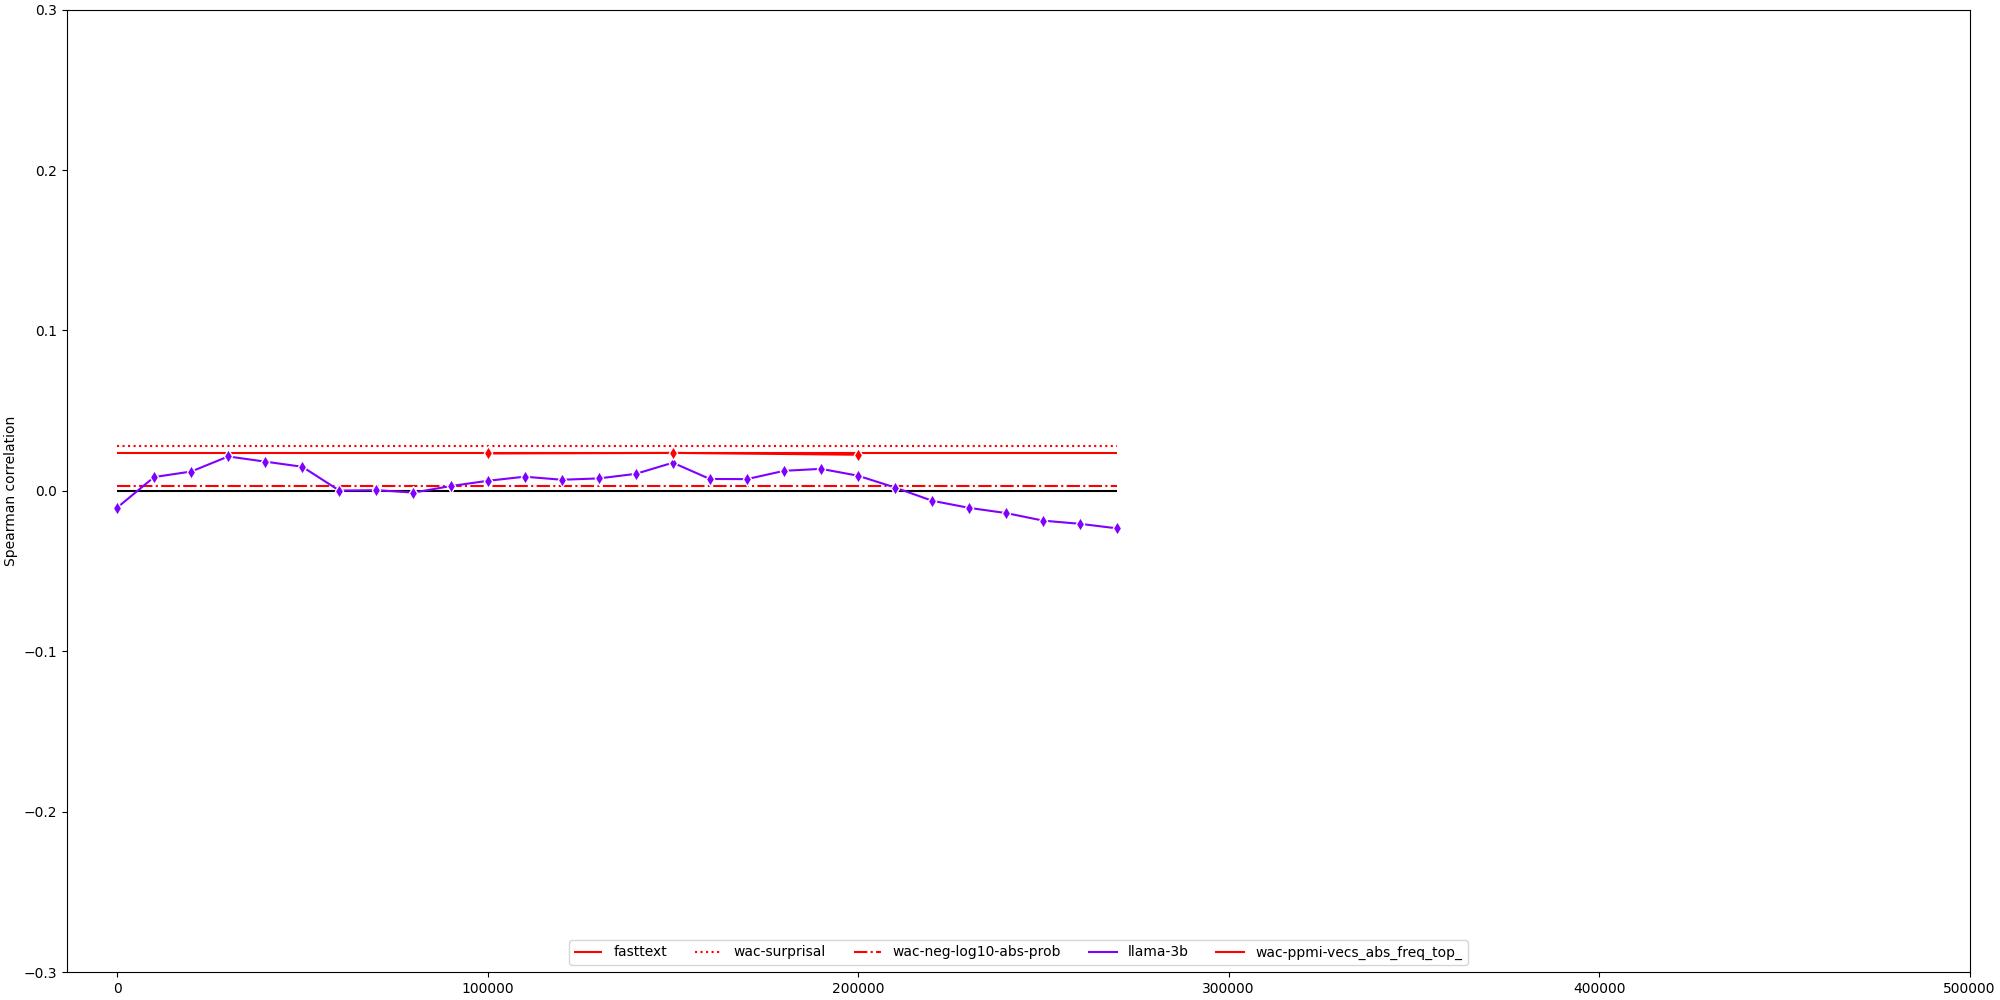 0.3
0.2
0.1
0.0
−0.1
−0.2
−0.3
Spearman correlation
fasttext wac-surprisal wac-neg-log10-abs-prob llama-3b wac-ppmi-vecs_abs_freq_top_
0 100000 200000 300000 400000 500000